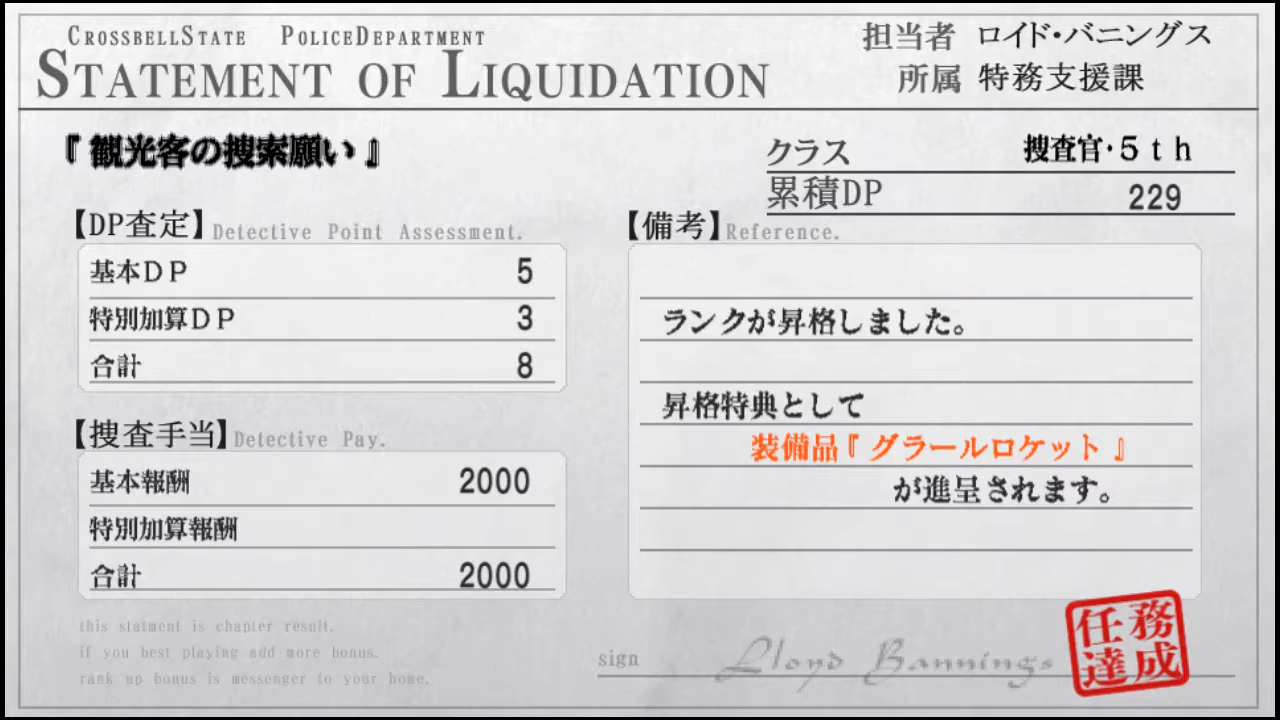 CROSSBELLSTATE POLICEDEPARTMENT
STATEMENT OF LIQUIDATION
担当者 ロイド・バニングス
所属 特務支援課
『観光客の捜索願い』
クラス 捜査官・5th
累積DP 229
【DP査定】Detective Point Assessment.
基本DP 5
特別加算DP 3
合計 8
【捜査手当】Detective Pay.
基本報酬 2000
特別加算報酬
合計 2000
【備考】Reference.
ランクが昇格しました。
昇格特典として
装備品『グラールロケット』
が進呈されます。
this statment is chapter result.
if you best playing add more bonus.
rank up bonus is messenger to your home.
sign Lloyd Bannings
任務
達成